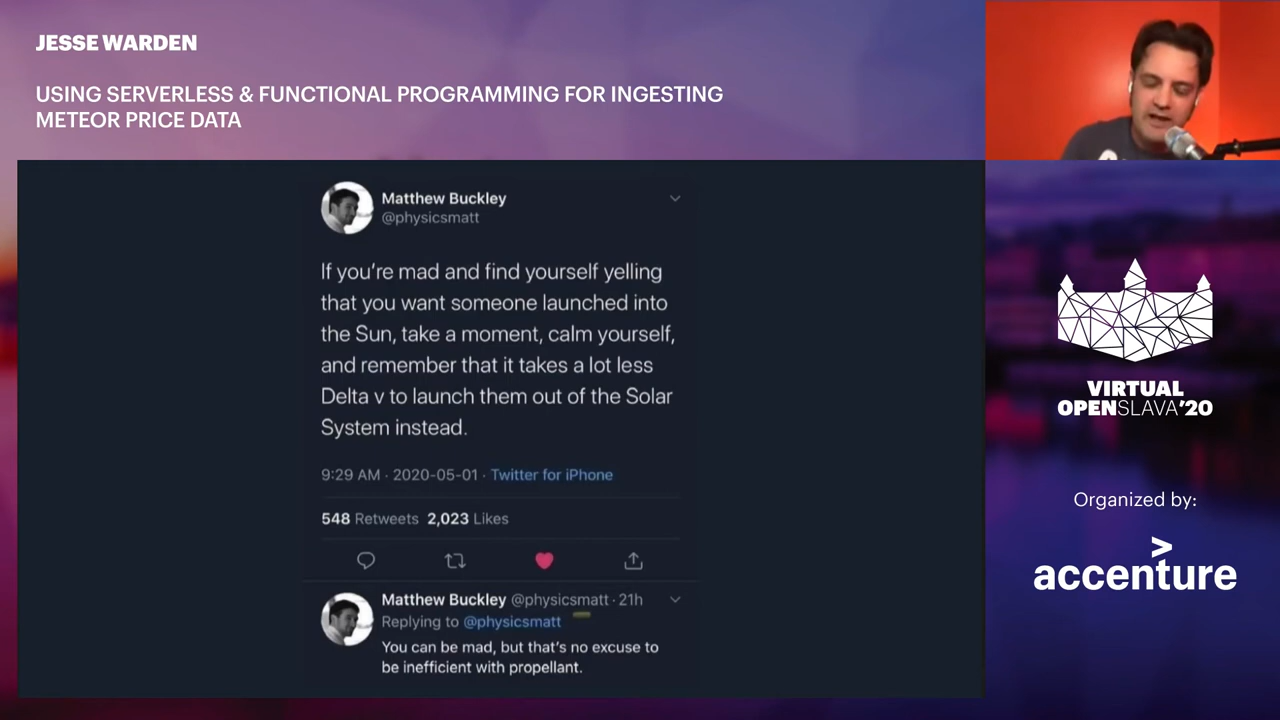 JESSE WARDEN
USING SERVERLESS & FUNCTIONAL PROGRAMMING FOR INGESTING
METEOR PRICE DATA
Matthew Buckley
@physicsmatt
If you're mad and find yourself yelling
that you want someone launched into
the Sun, take a moment, calm yourself,
and remember that it takes a lot less
Delta v to launch them out of the Solar
System instead.
9:29 AM · 2020-05-01 · Twitter for iPhone
548 Retweets 2,023 Likes
Matthew Buckley @physicsmatt · 21h
Replying to @physicsmatt
You can be mad, but that's no excuse to
be inefficient with propellant.
VIRTUAL
OPENSLAVA'20
Organized by:
accenture